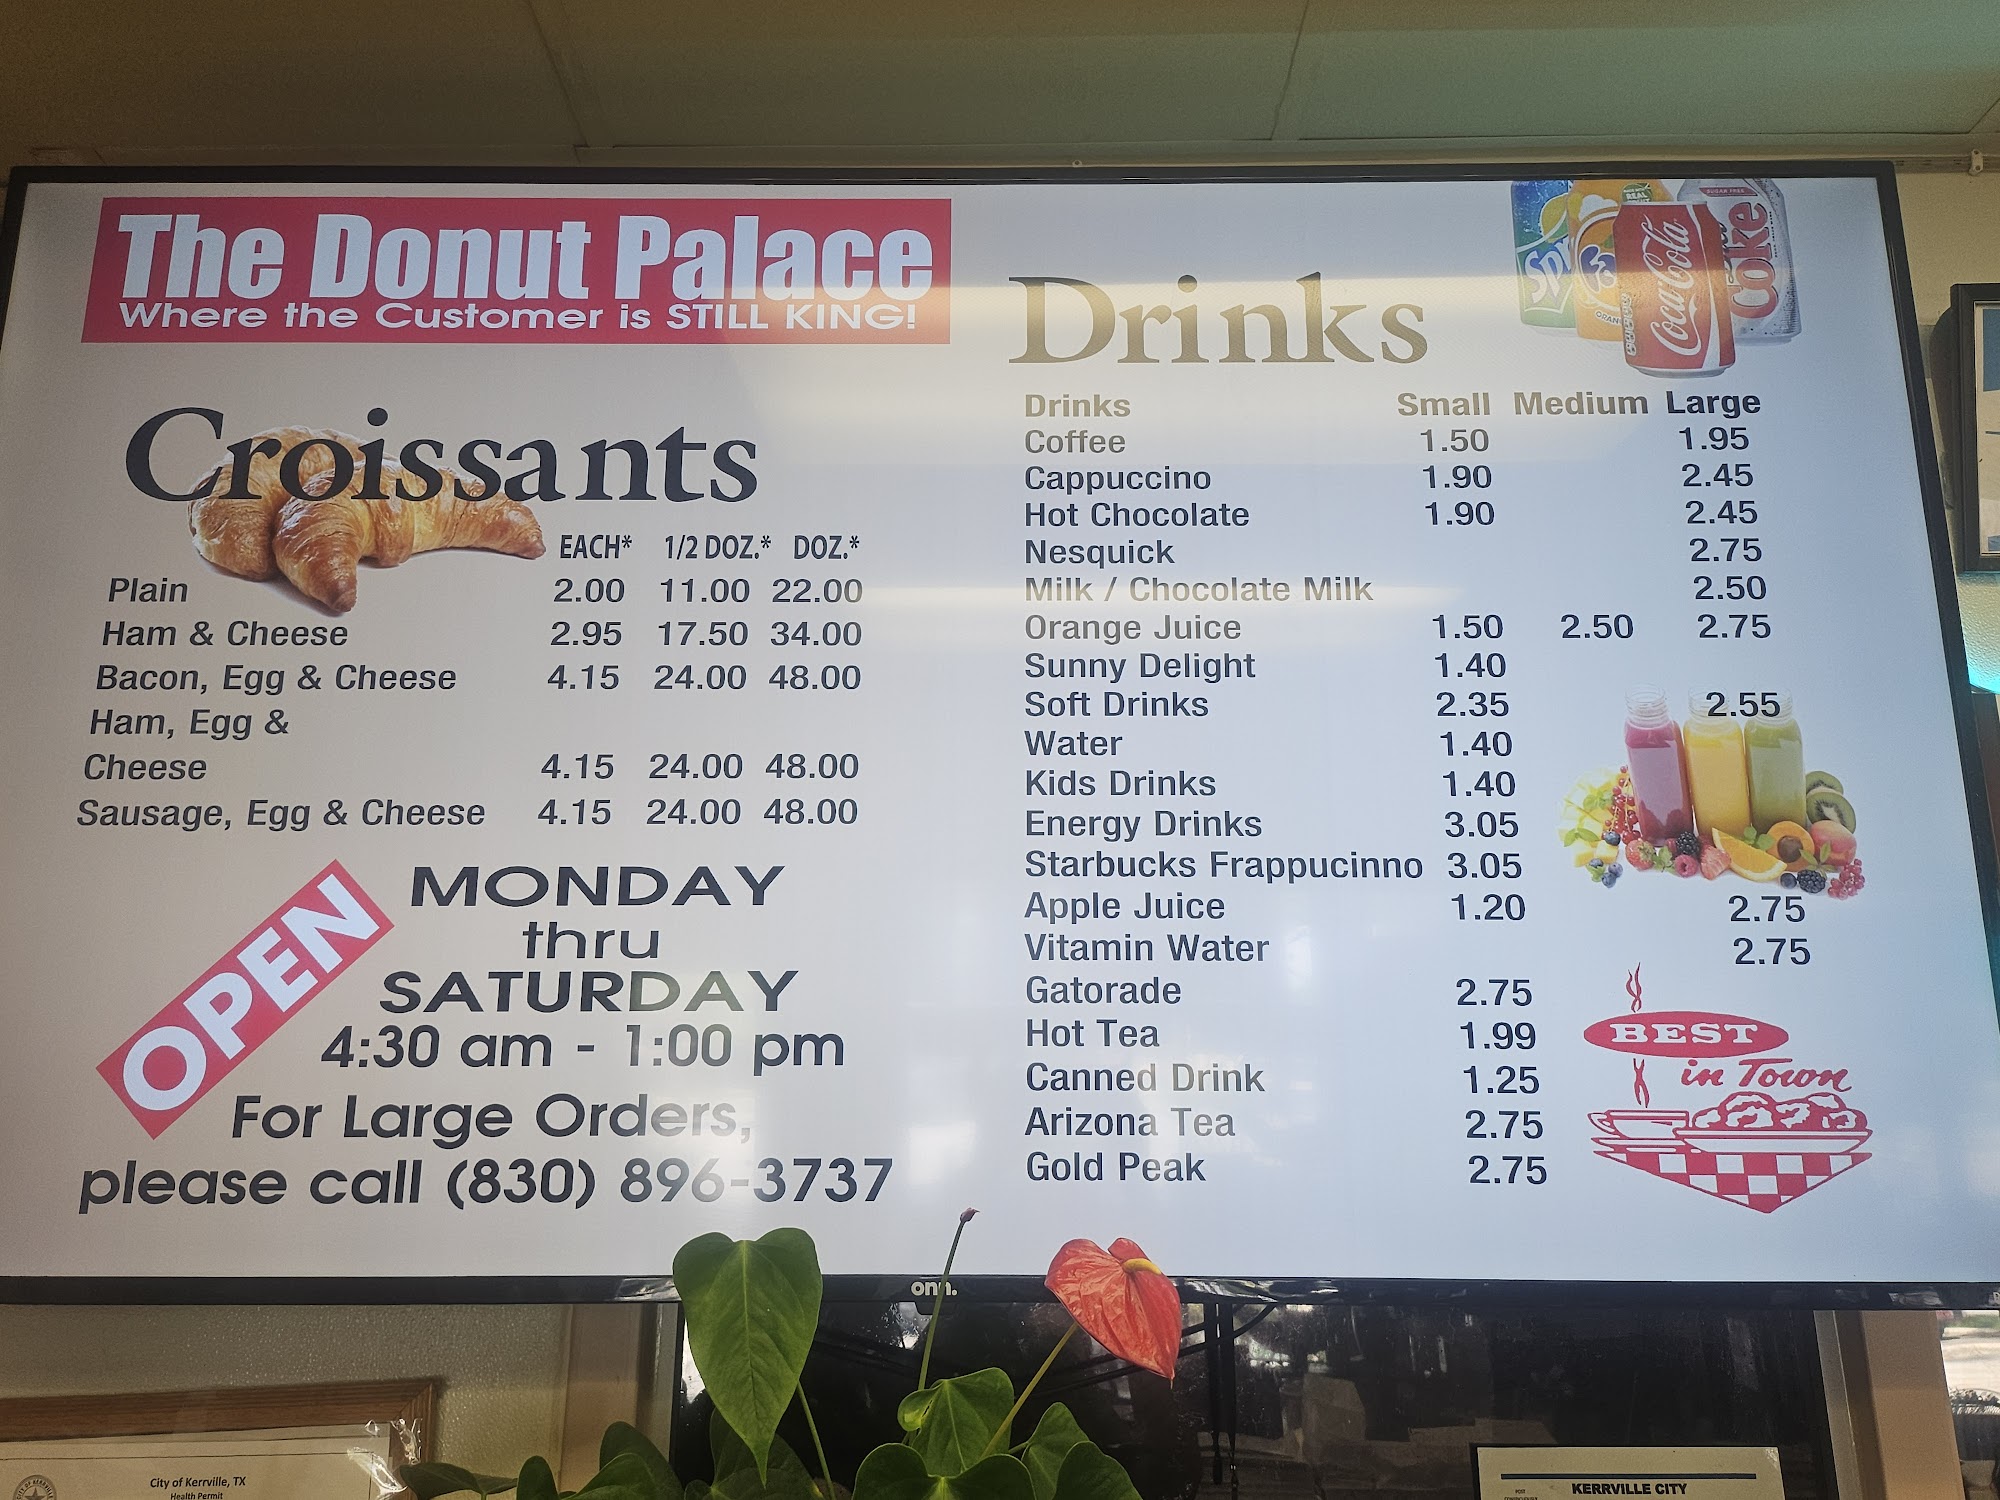 The Donut Palace
Where the Customer is STILL KING!
Croissants
EACH* 1/2 DOZ.* DOZ.*
Plain 2.00 11.00 22.00
Ham & Cheese 2.95 17.50 34.00
Bacon, Egg & Cheese 4.15 24.00 48.00
Ham, Egg &
Cheese 4.15 24.00 48.00
Sausage, Egg & Cheese 4.15 24.00 48.00
OPEN
MONDAY
thru
SATURDAY
4:30 am - 1:00 pm
For Large Orders,
please call (830) 896-3737
Drinks
Drinks Small Medium Large
Coffee 1.50 1.95
Cappuccino 1.90 2.45
Hot Chocolate 1.90 2.45
Nesquick 2.75
Milk / Chocolate Milk 2.50
Orange Juice 1.50 2.50 2.75
Sunny Delight 1.40
Soft Drinks 2.35 2.55
Water 1.40
Kids Drinks 1.40
Energy Drinks 3.05
Starbucks Frappucinno 3.05
Apple Juice 1.20 2.75
Vitamin Water 2.75
Gatorade 2.75
Hot Tea 1.99
Canned Drink 1.25
Arizona Tea 2.75
Gold Peak 2.75
SUGAR FREE
Coca-Cola
Coke
BEST
in Town
onn.
City of Kerrville, TX
Health Permit
KERRVILLE CITY